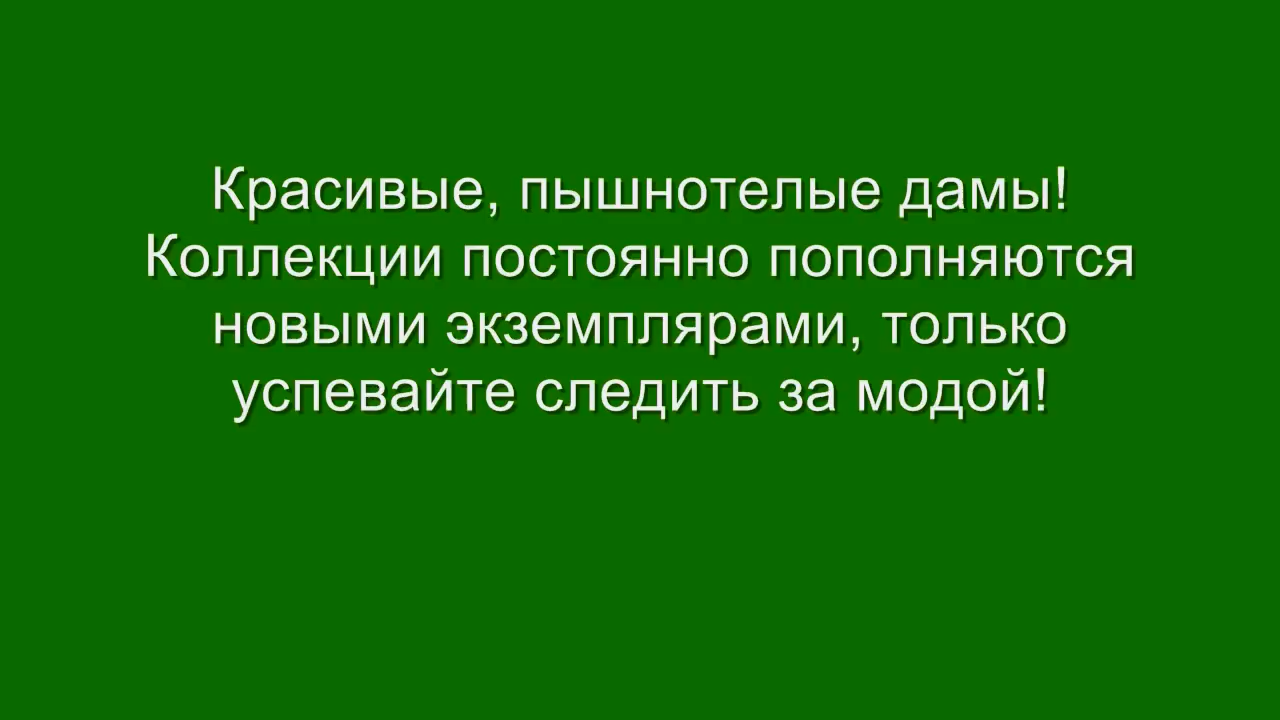 Красивые, пышнотелые дамы!
Коллекции постоянно пополняются
новыми экземплярами, только
успевайте следить за модой!